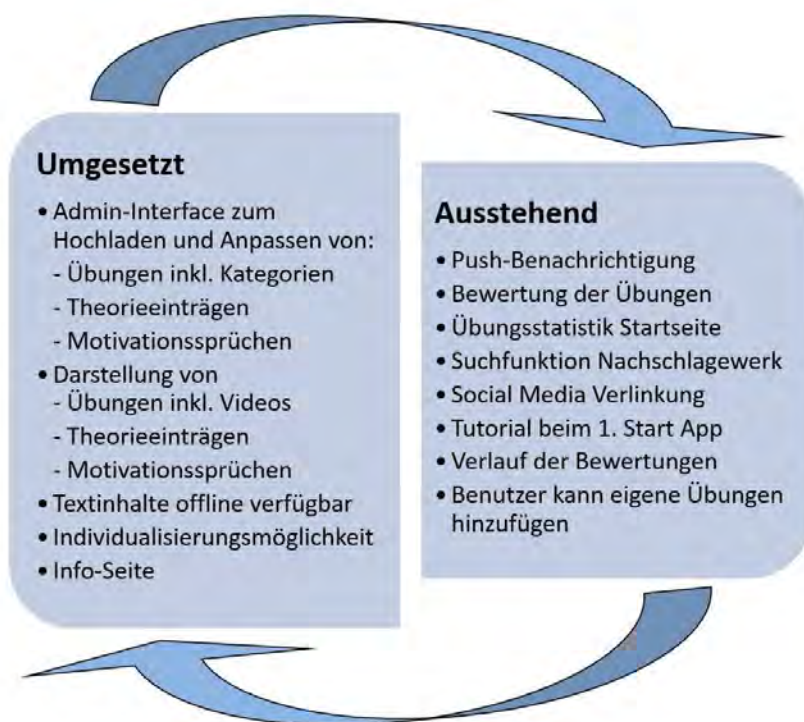 Umgesetzt
• Admin-Interface zum
Hochladen und Anpassen von:
- Übungen inkl. Kategorien
- Theorieeinträgen
- Motivationssprüchen
• Darstellung von
- Übungen inkl. Videos
- Theorieeinträgen
- Motivationssprüchen
• Textinhalte offline verfügbar
• Individualisierungsmöglichkeit
• Info-Seite
Ausstehend
• Push-Benachrichtigung
• Bewertung der Übungen
• Übungsstatistik Startseite
• Suchfunktion Nachschlagewerk
• Social Media Verlinkung
• Tutorial beim 1. Start App
• Verlauf der Bewertungen
• Benutzer kann eigene Übungen
hinzufügen